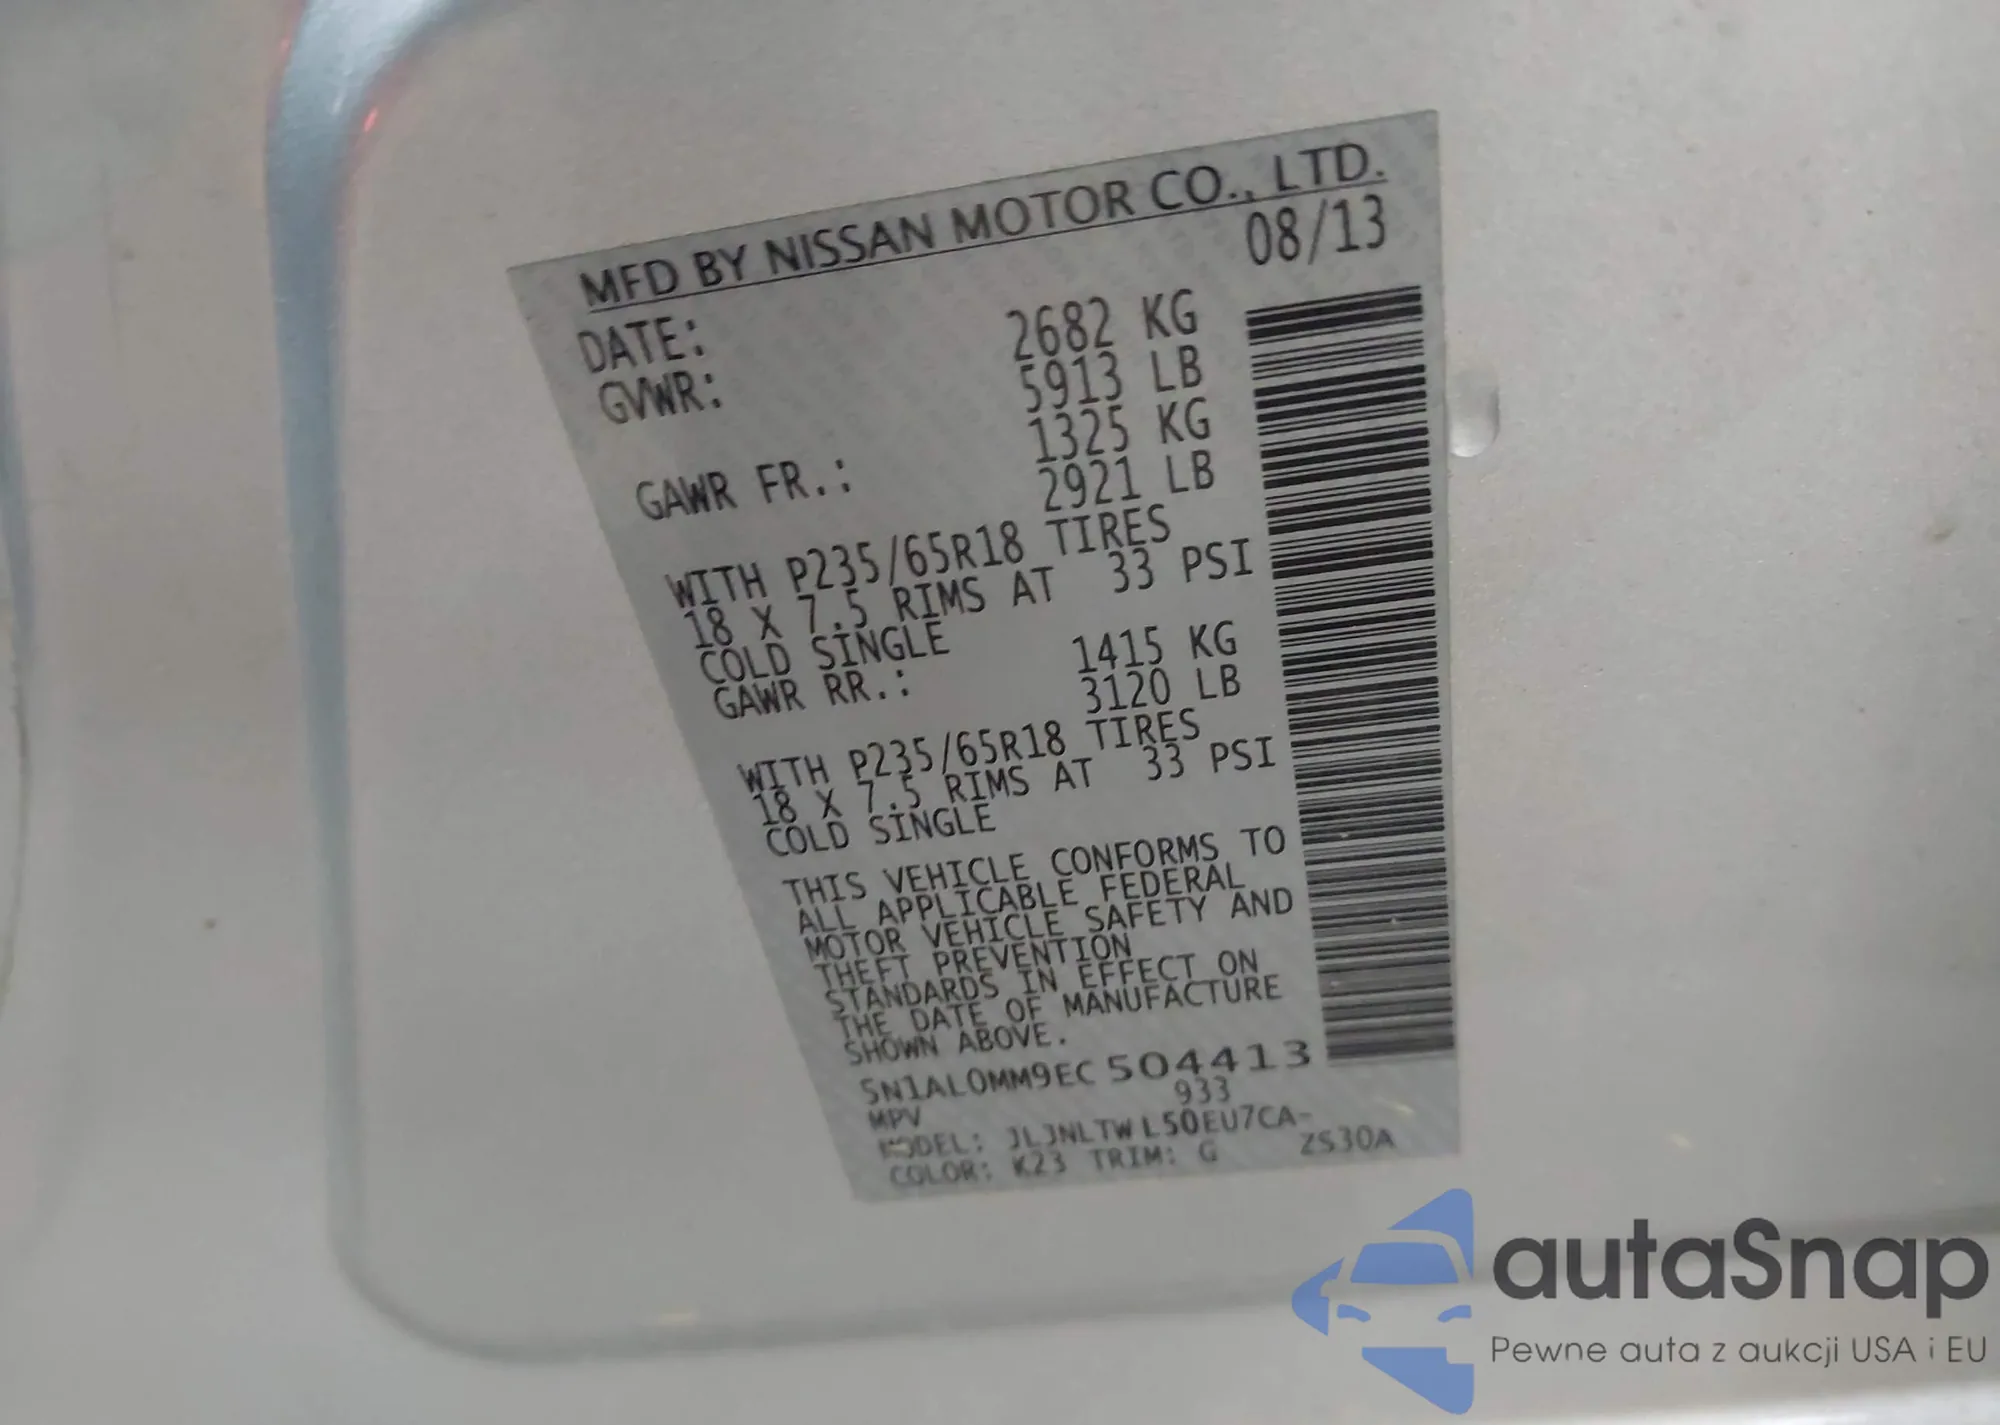 MFD BY NISSAN MOTOR CO., LTD.
DATE: 08/13
GVWR: 2682 KG
5913 LB
GAWR FR.: 1325 KG
2921 LB
WITH P235/65R18 TIRES
18 X 7.5 RIMS AT 33 PSI
COLD SINGLE
GAWR RR.: 1415 KG
3120 LB
WITH P235/65R18 TIRES
18 X 7.5 RIMS AT 33 PSI
COLD SINGLE
THIS VEHICLE CONFORMS TO
ALL APPLICABLE FEDERAL
MOTOR VEHICLE SAFETY AND
THEFT PREVENTION
STANDARDS IN EFFECT ON
THE DATE OF MANUFACTURE
SHOWN ABOVE.
5N1AL0MM9EC504413
MPV 933
MODEL: JLJNLTWL50EU7CA-
COLOR: K23 TRIM: G ZS30A
autaSnap
Pewne auta z aukcji USA i EU